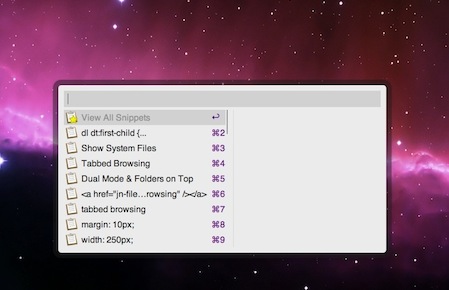 View All Snippets ↩
dl dt:first-child {... ⌘2
Show System Files ⌘3
Tabbed Browsing ⌘4
Dual Mode & Folders on Top ⌘5
<a href="jn-file…rowsing" /></a> ⌘6
tabbed browsing ⌘7
margin: 10px; ⌘8
width: 250px; ⌘9